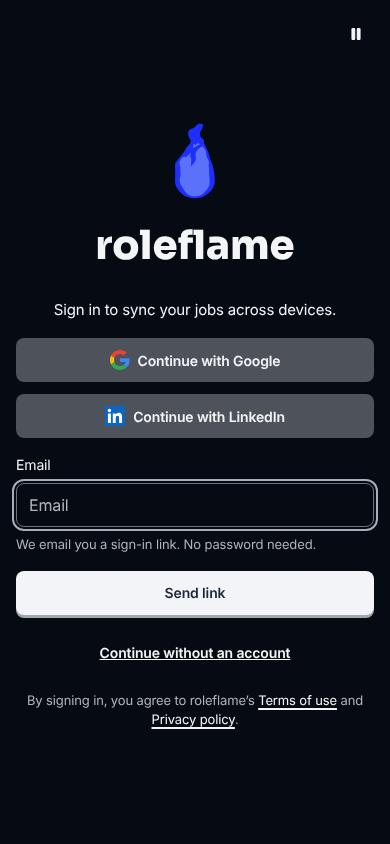 roleflame
Sign in to sync your jobs across devices.
Continue with Google
Continue with LinkedIn
Email
Email
We email you a sign-in link. No password needed.
Send link
Continue without an account
By signing in, you agree to roleflame’s Terms of use and
Privacy policy.